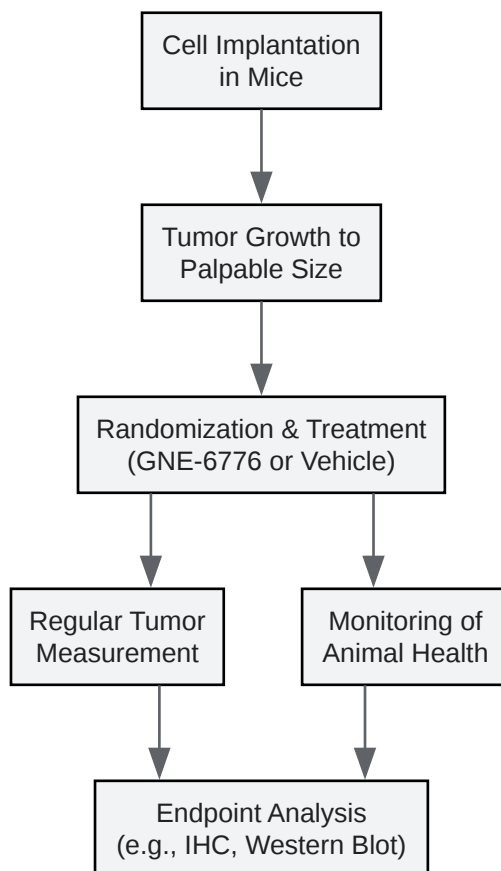 Cell Implantation
in Mice
Tumor Growth to
Palpable Size
Randomization & Treatment
(GNE-6776 or Vehicle)
Regular Tumor
Measurement
Monitoring of
Animal Health
Endpoint Analysis
(e.g., IHC, Western Blot)